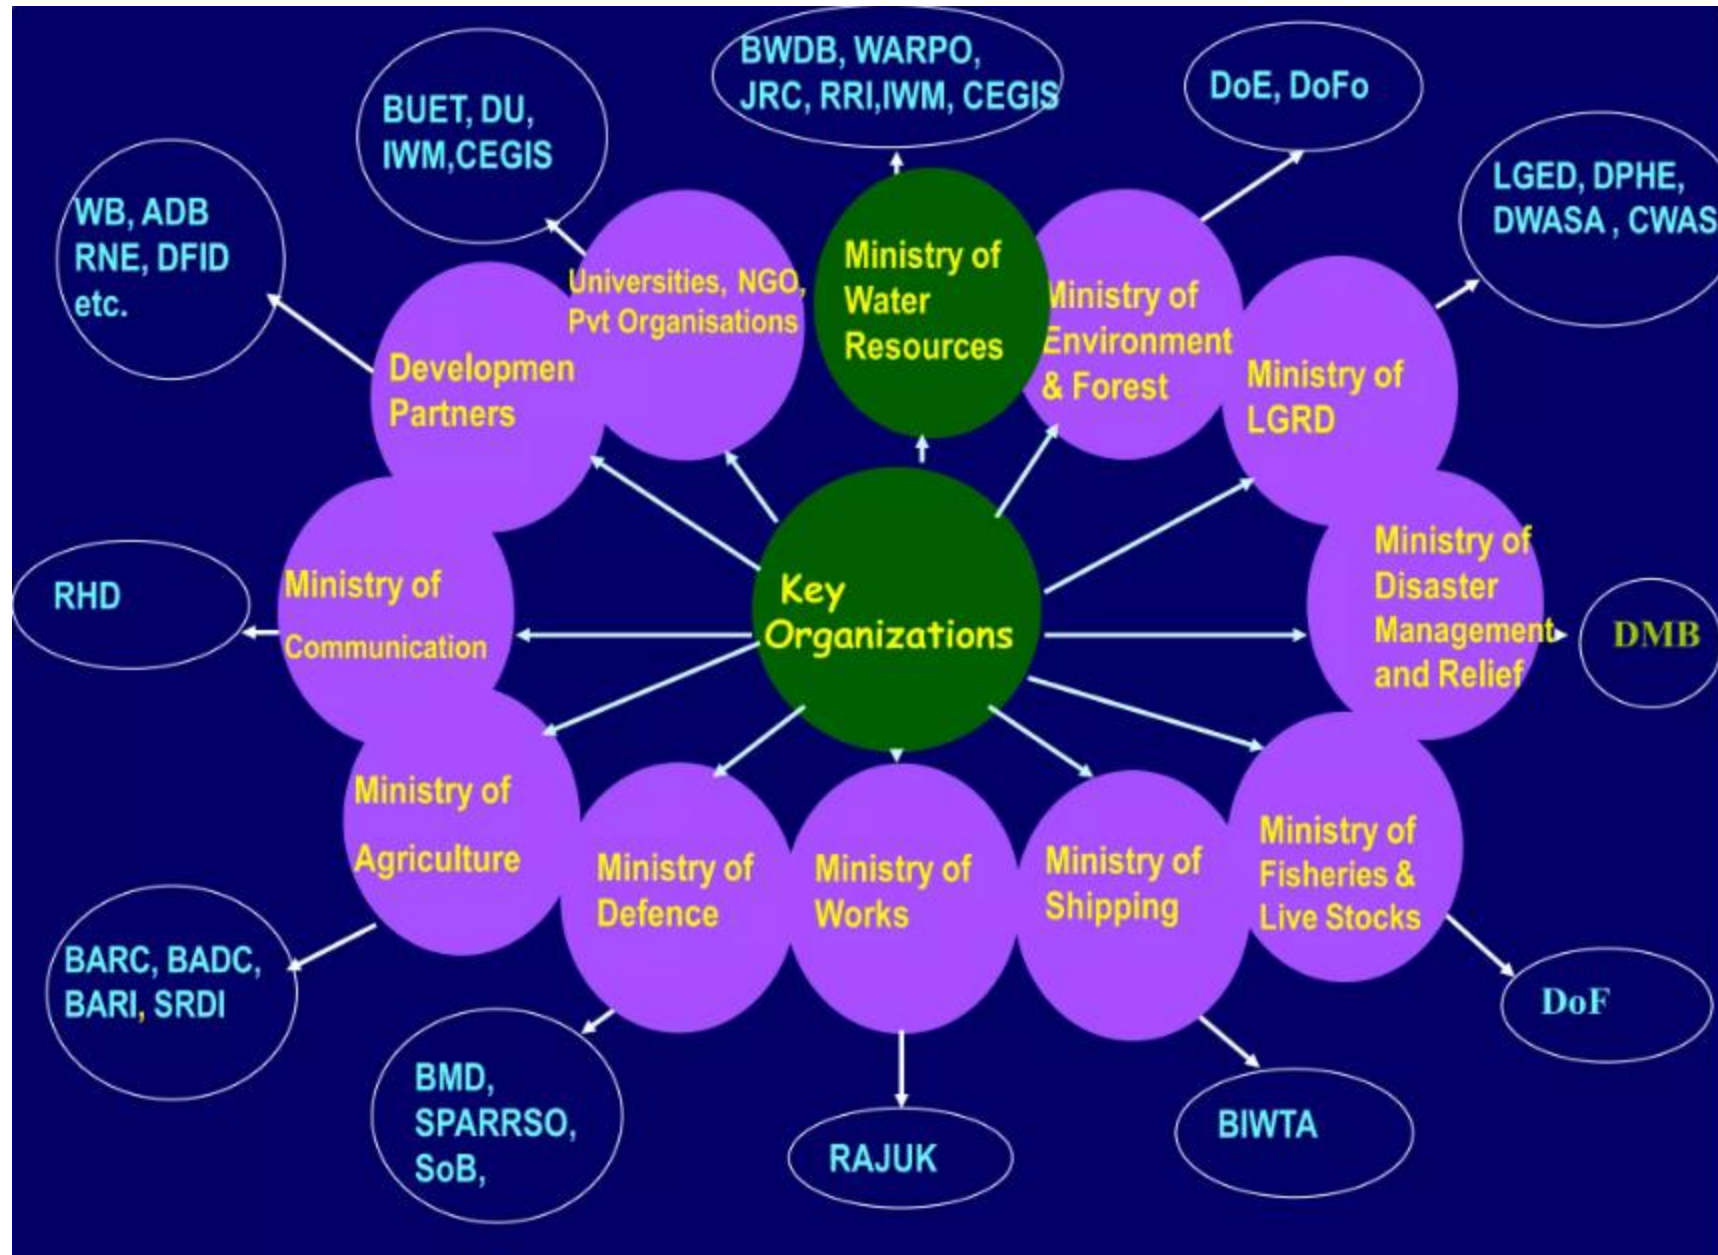 BWDB, WARPO,
JRC, RRI,IWM, CEGIS
DoE, DoFo
BUET, DU,
IWM,CEGIS
LGED, DPHE,
DWASA , CWAS
WB, ADB
RNE, DFID
etc.
Ministry of
Water
Resources
Universities, NGO,
Pvt Organisations
Ministry of
Environment
& Forest
Developmen
Partners
Ministry of
LGRD
Ministry of
Disaster
Management
and Relief
DMB
Key
Organizations
Ministry of
Communication
RHD
Ministry of
Agriculture
Ministry of
Defence
Ministry of
Works
Ministry of
Shipping
Ministry of
Fisheries &
Live Stocks
BARC, BADC,
BARI, SRDI
BMD,
SPARRSO,
SoB,
RAJUK
BIWTA
DoF